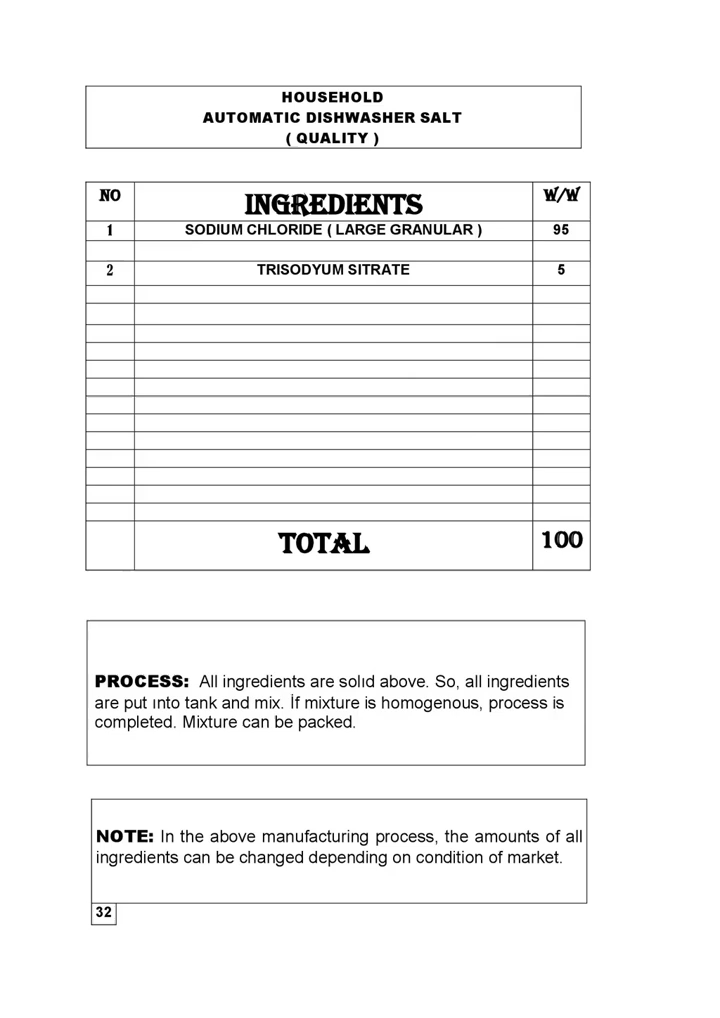 HOUSEHOLD
AUTOMATIC DISHWASHER SALT
( QUALITY )
NO INGREDIENTS W/W
1 SODIUM CHLORIDE ( LARGE GRANULAR ) 95
2 TRISODYUM SITRATE 5
TOTAL 100
PROCESS: All ingredients are solıd above. So, all ingredients
are put ınto tank and mix. İf mixture is homogenous, process is
completed. Mixture can be packed.
NOTE: In the above manufacturing process, the amounts of all
ingredients can be changed depending on condition of market.
32